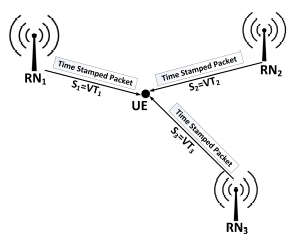 RN1
Time Stamped Packet
S1=VT1
UE
Time Stamped Packet
S2=VT2
RN2
Time Stamped Packet
S3=VT3
RN3